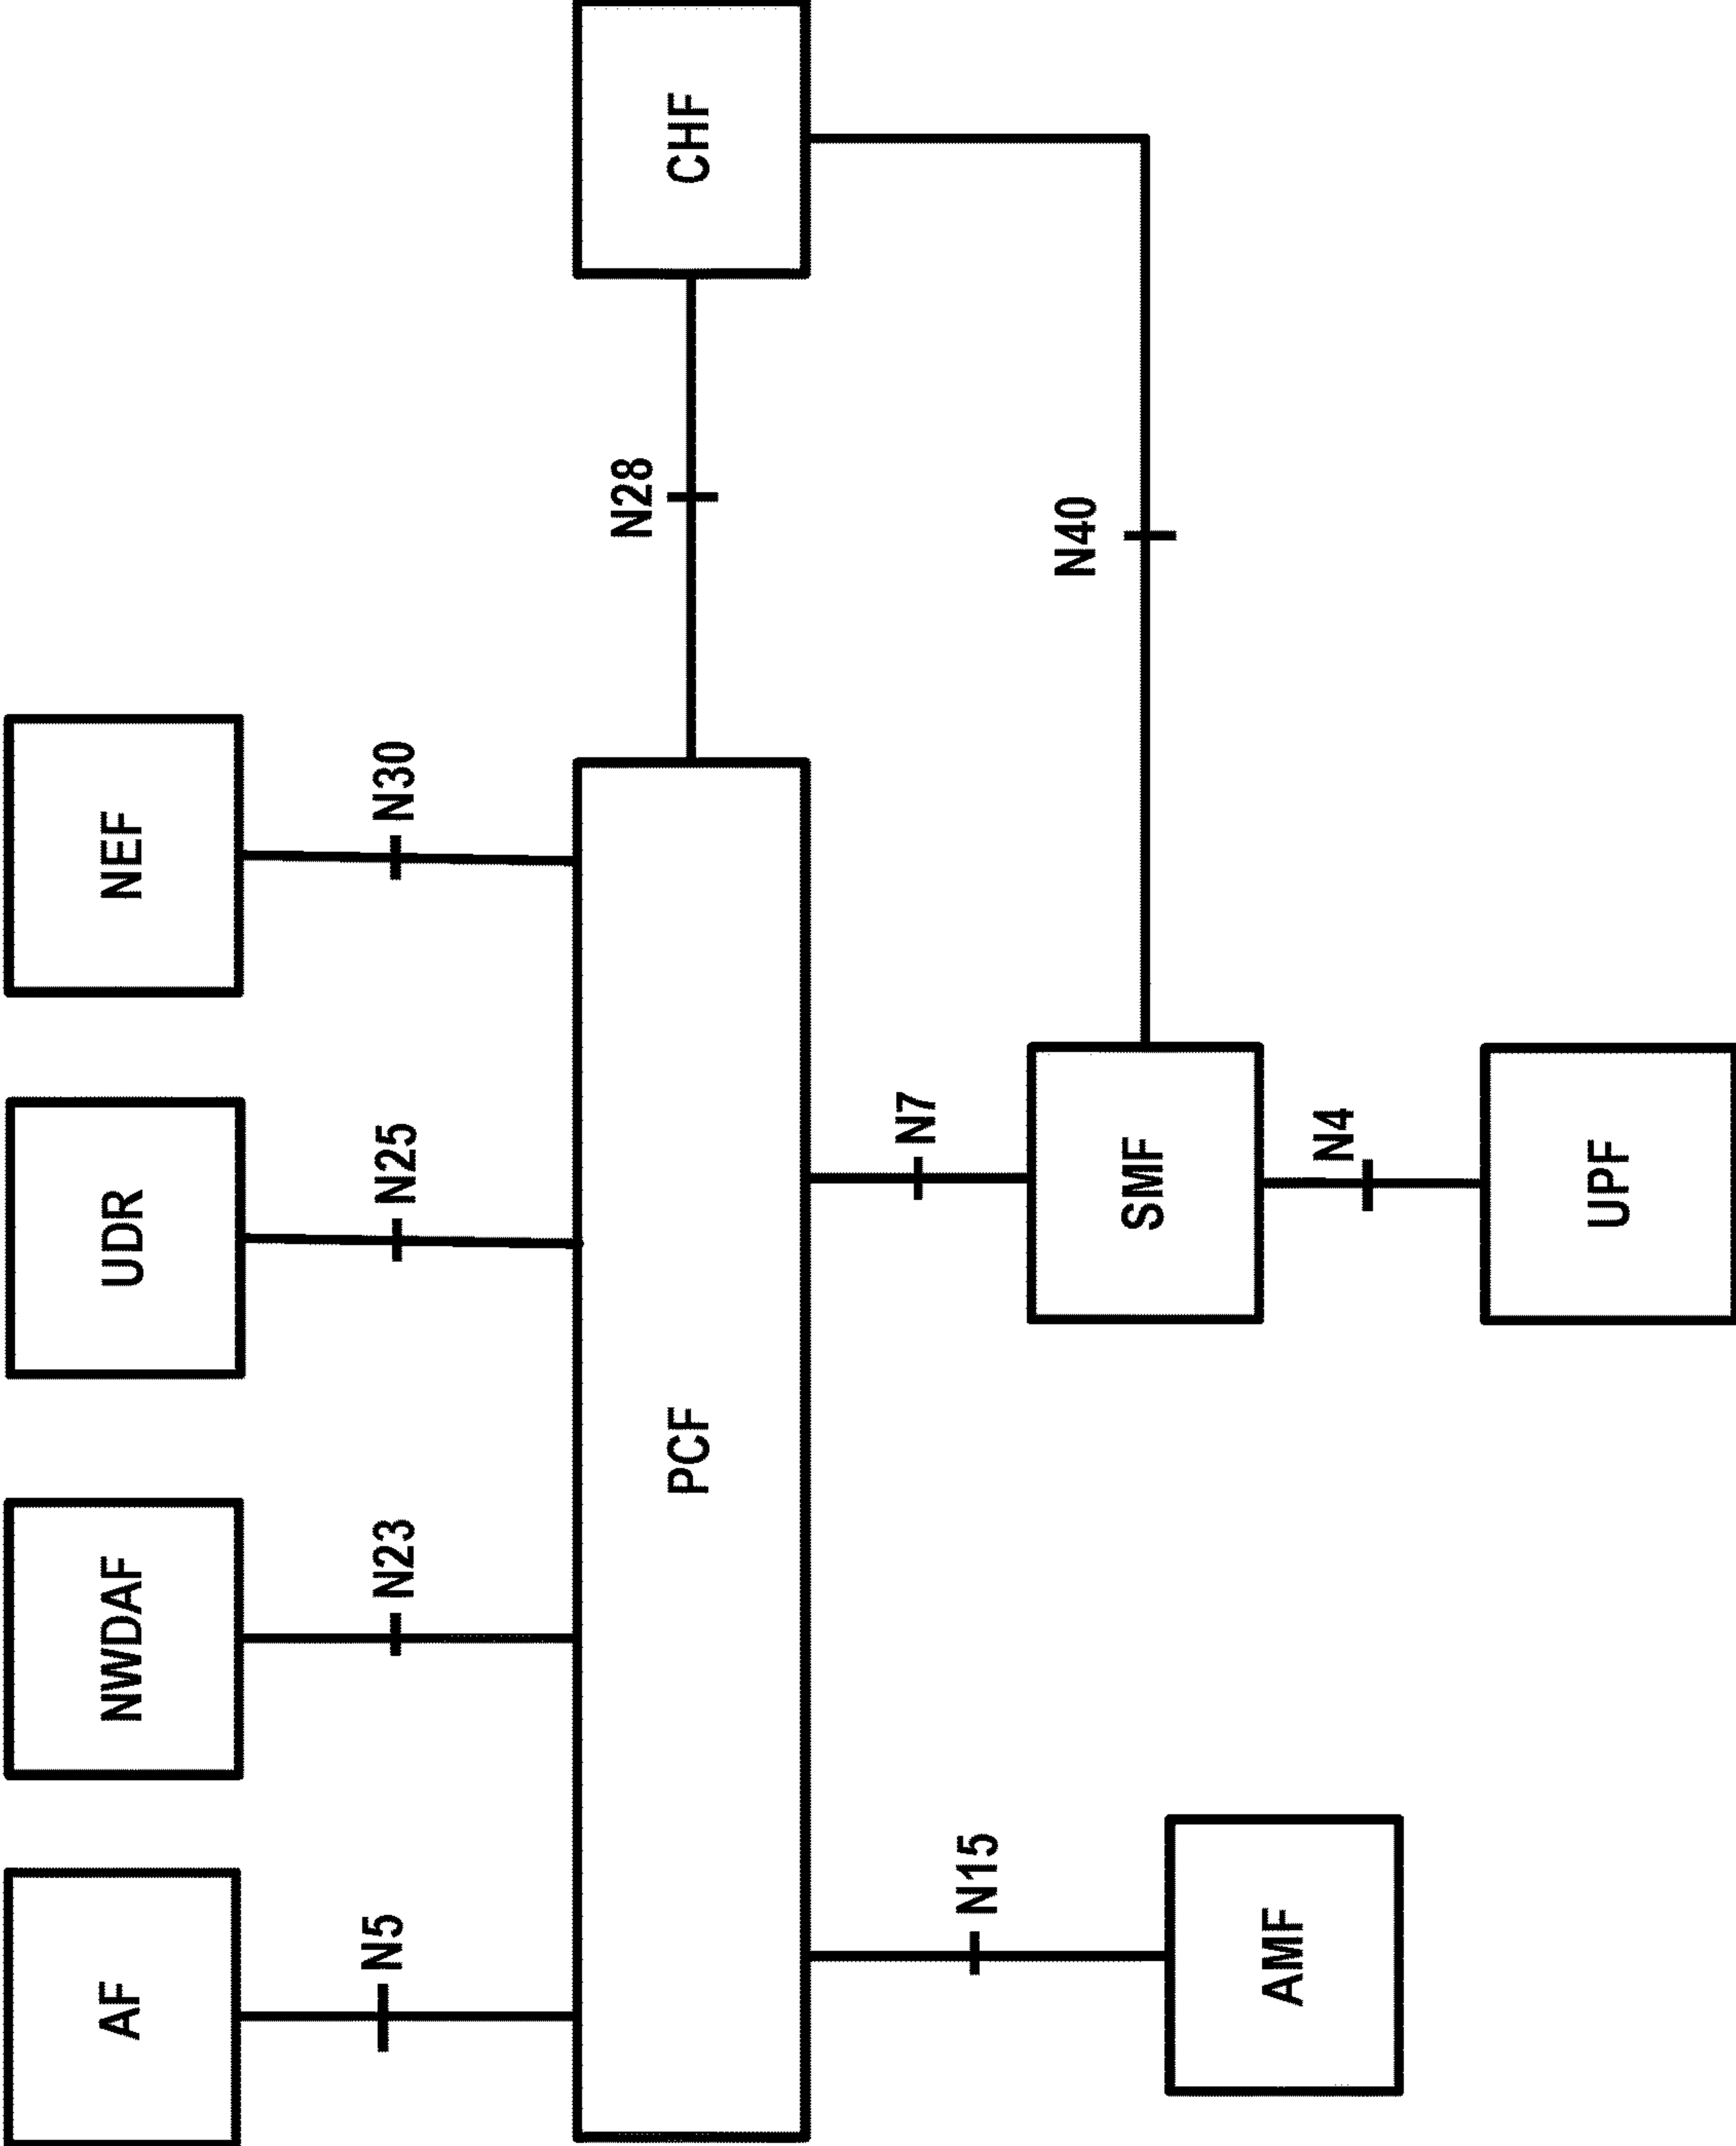 AF
NWDAF
UDR
NEF
N5
N23
N25
N30
PCF
N28
CHF
N15
N7
N40
AMF
SMF
N4
UPF